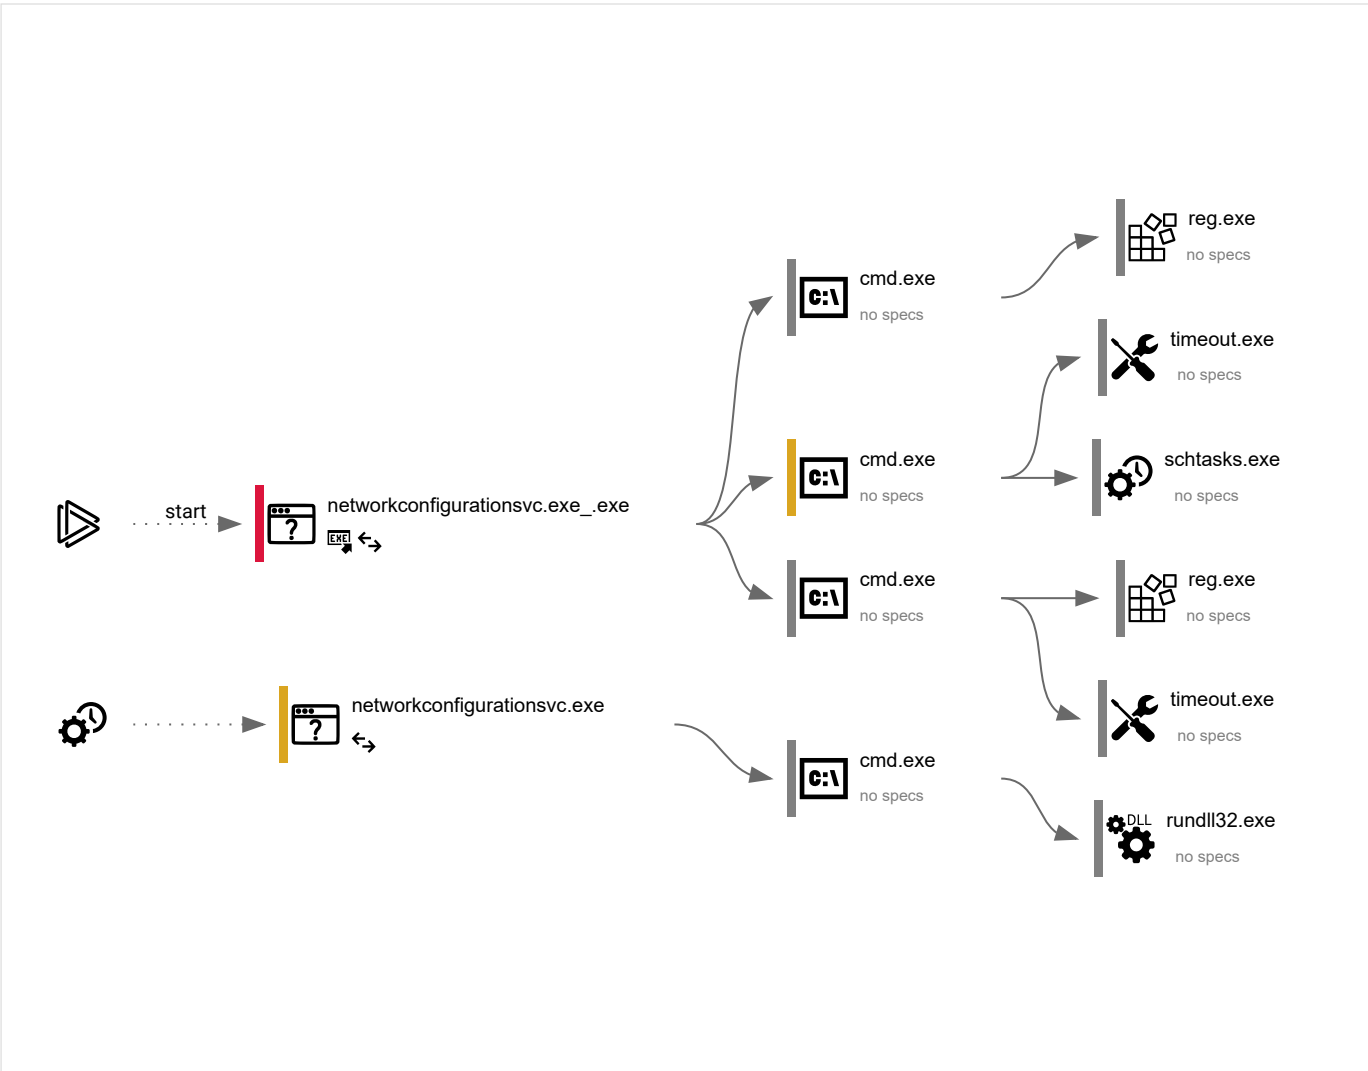 start
networkconfigurationsvc.exe_.exe
EXE
networkconfigurationsvc.exe
C:\
cmd.exe
no specs
C:\
cmd.exe
no specs
C:\
cmd.exe
no specs
C:\
cmd.exe
no specs
reg.exe
no specs
timeout.exe
no specs
schtasks.exe
no specs
reg.exe
no specs
timeout.exe
no specs
DLL
rundll32.exe
no specs